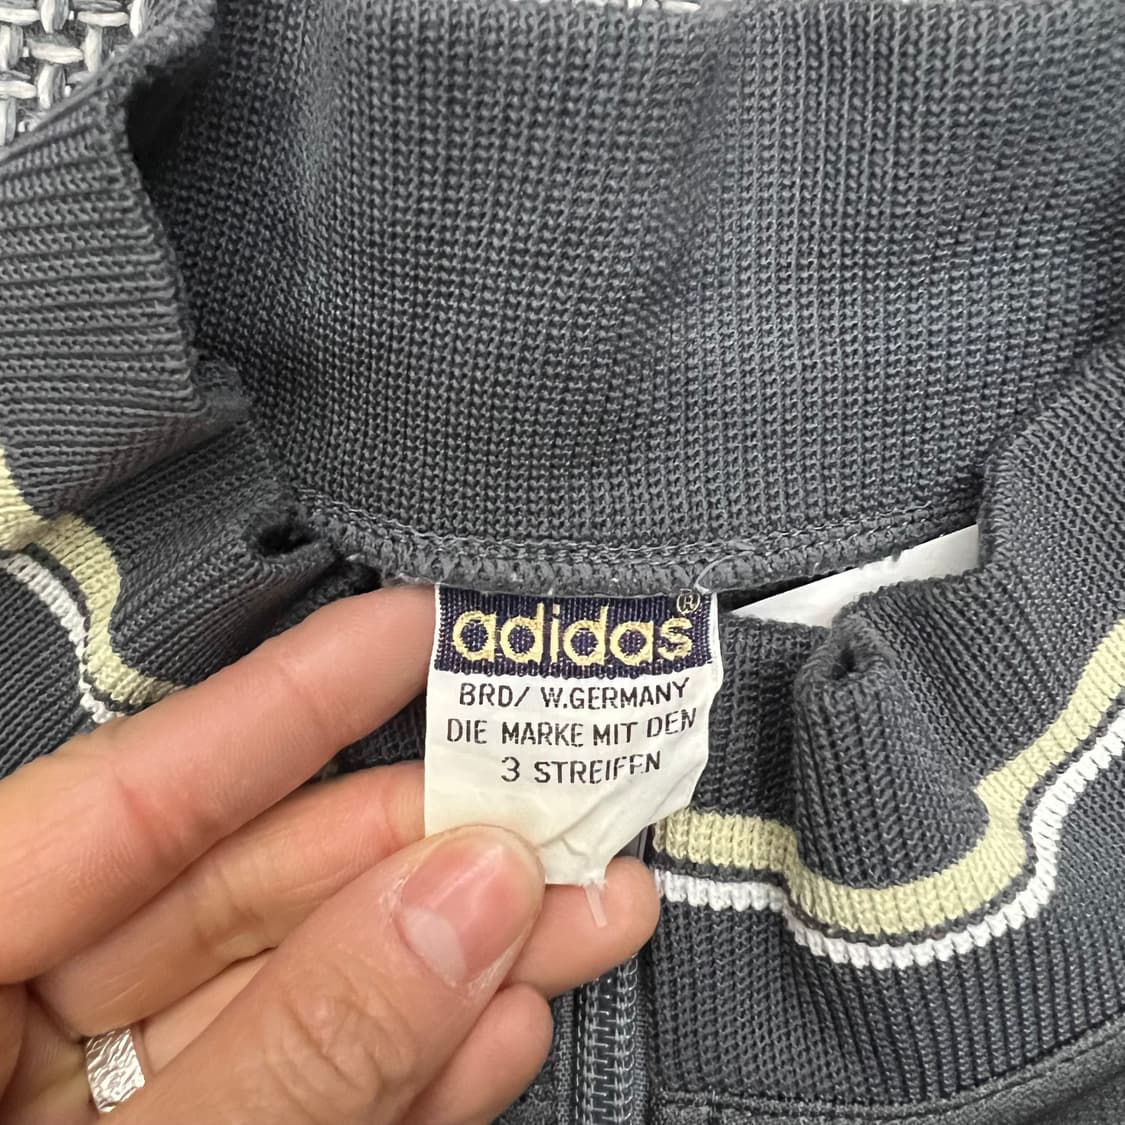 adidas®
BRD/ W.GERMANY
DIE MARKE MIT DEN
3 STREIFEN